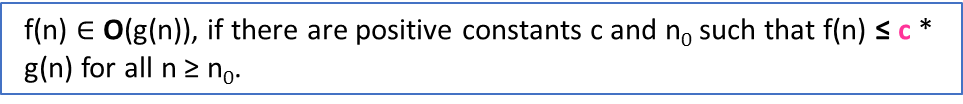 f(n) ∈ O(g(n)), if there are positive constants c and n₀ such that f(n) ≤ c *
g(n) for all n ≥ n₀.